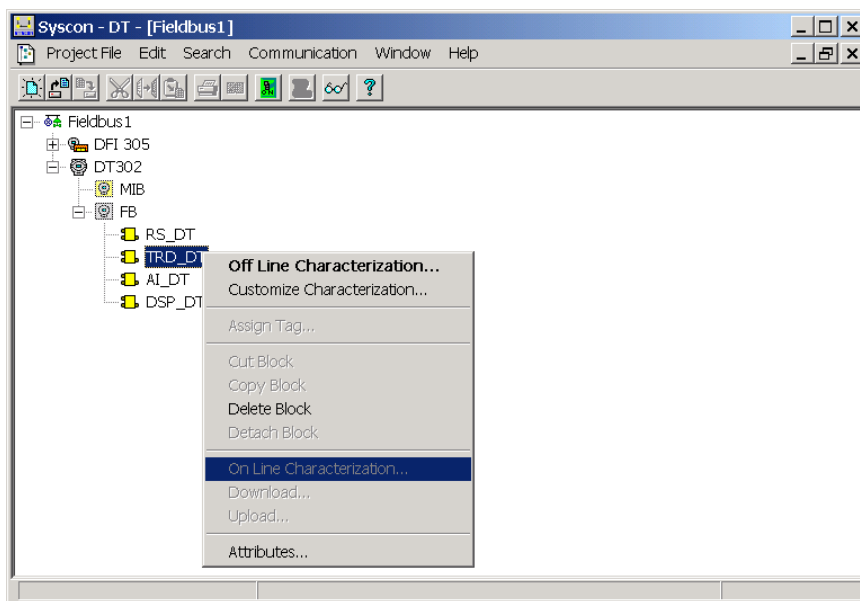 Syscon - DT - [Fieldbus1]
Project File Edit Search Communication Window Help
Fieldbus1
DFI 305
DT302
MIB
FB
RS_DT
TRD_DT
AI_DT
DSP_DT
Off Line Characterization...
Customize Characterization...
Assign Tag...
Cut Block
Copy Block
Delete Block
Detach Block
On Line Characterization...
Download...
Upload...
Attributes...